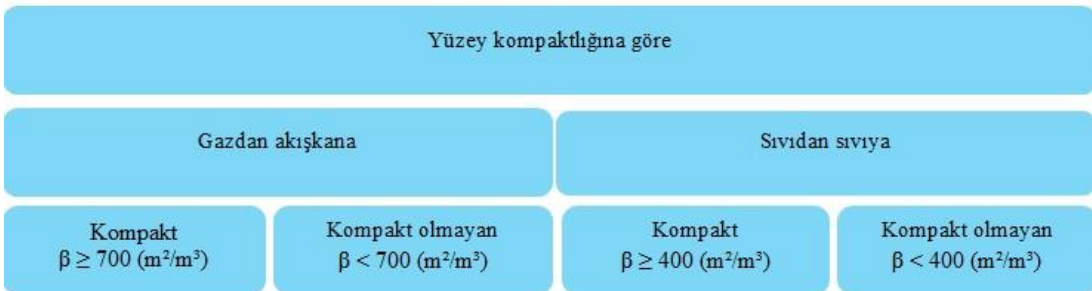 Yüzey kompaktlığına göre
Gazdan akışkana
Sıvıdan sıvıya
Kompakt
β ≥ 700 (m²/m³)
Kompakt olmayan
β < 700 (m²/m³)
Kompakt
β ≥ 400 (m²/m³)
Kompakt olmayan
β < 400 (m²/m³)